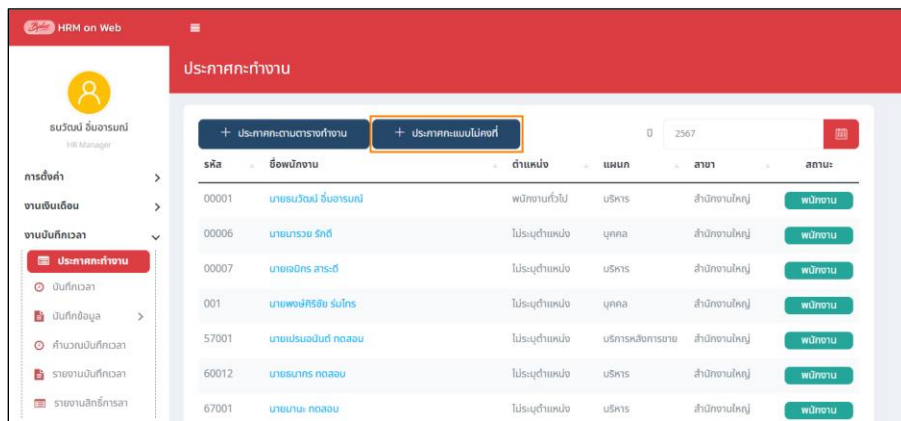 Byte HRM on Web
ประกาศกะทำงาน
ธนวัฒน์ อิ่มอารมณ์
HR Manager
การตั้งค่า
งานเงินเดือน
งานบันทึกเวลา
ประกาศกะทำงาน
บันทึกเวลา
บันทึกข้อมูล
คำนวณบันทึกเวลา
รายงานบันทึกเวลา
รายงานสิทธิ์การลา
+ ประกาศกะตามตารางทำงาน + ประกาศกะแบบไม่คงที่ ปี 2567
รหัส ชื่อพนักงาน ตำแหน่ง แผนก สาขา สถานะ
00001 นายธนวัฒน์ อิ่มอารมณ์ พนักงานทั่วไป บริหาร สำนักงานใหญ่ พนักงาน
00006 นายมารวย รักดี ไม่ระบุตำแหน่ง บุคคล สำนักงานใหญ่ พนักงาน
00007 นายเจมิกร สาระดี ไม่ระบุตำแหน่ง บริหาร สำนักงานใหญ่ พนักงาน
001 นายพงษ์ศิริชัย ร่มไทร ไม่ระบุตำแหน่ง บุคคล สำนักงานใหญ่ พนักงาน
57001 นายเปรมอนันต์ ทดสอบ ไม่ระบุตำแหน่ง บริการหลังการขาย สำนักงานใหญ่ พนักงาน
60012 นายธนากร ทดสอบ ไม่ระบุตำแหน่ง บริหาร สำนักงานใหญ่ พนักงาน
67001 นายมานะ ทดสอบ ไม่ระบุตำแหน่ง บริหาร สำนักงานใหญ่ พนักงาน